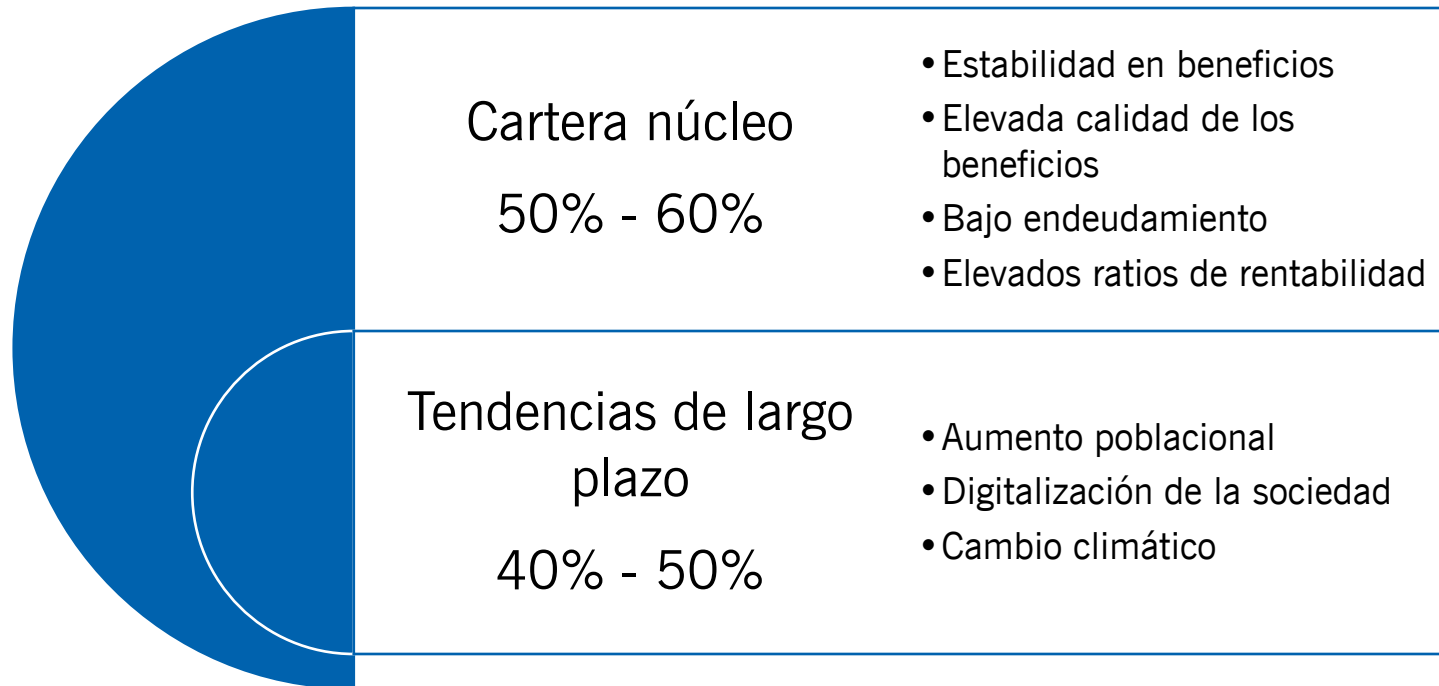 Cartera núcleo
50% - 60%
• Estabilidad en beneficios
• Elevada calidad de los
beneficios
• Bajo endeudamiento
• Elevados ratios de rentabilidad
Tendencias de largo
plazo
40% - 50%
• Aumento poblacional
• Digitalización de la sociedad
• Cambio climático